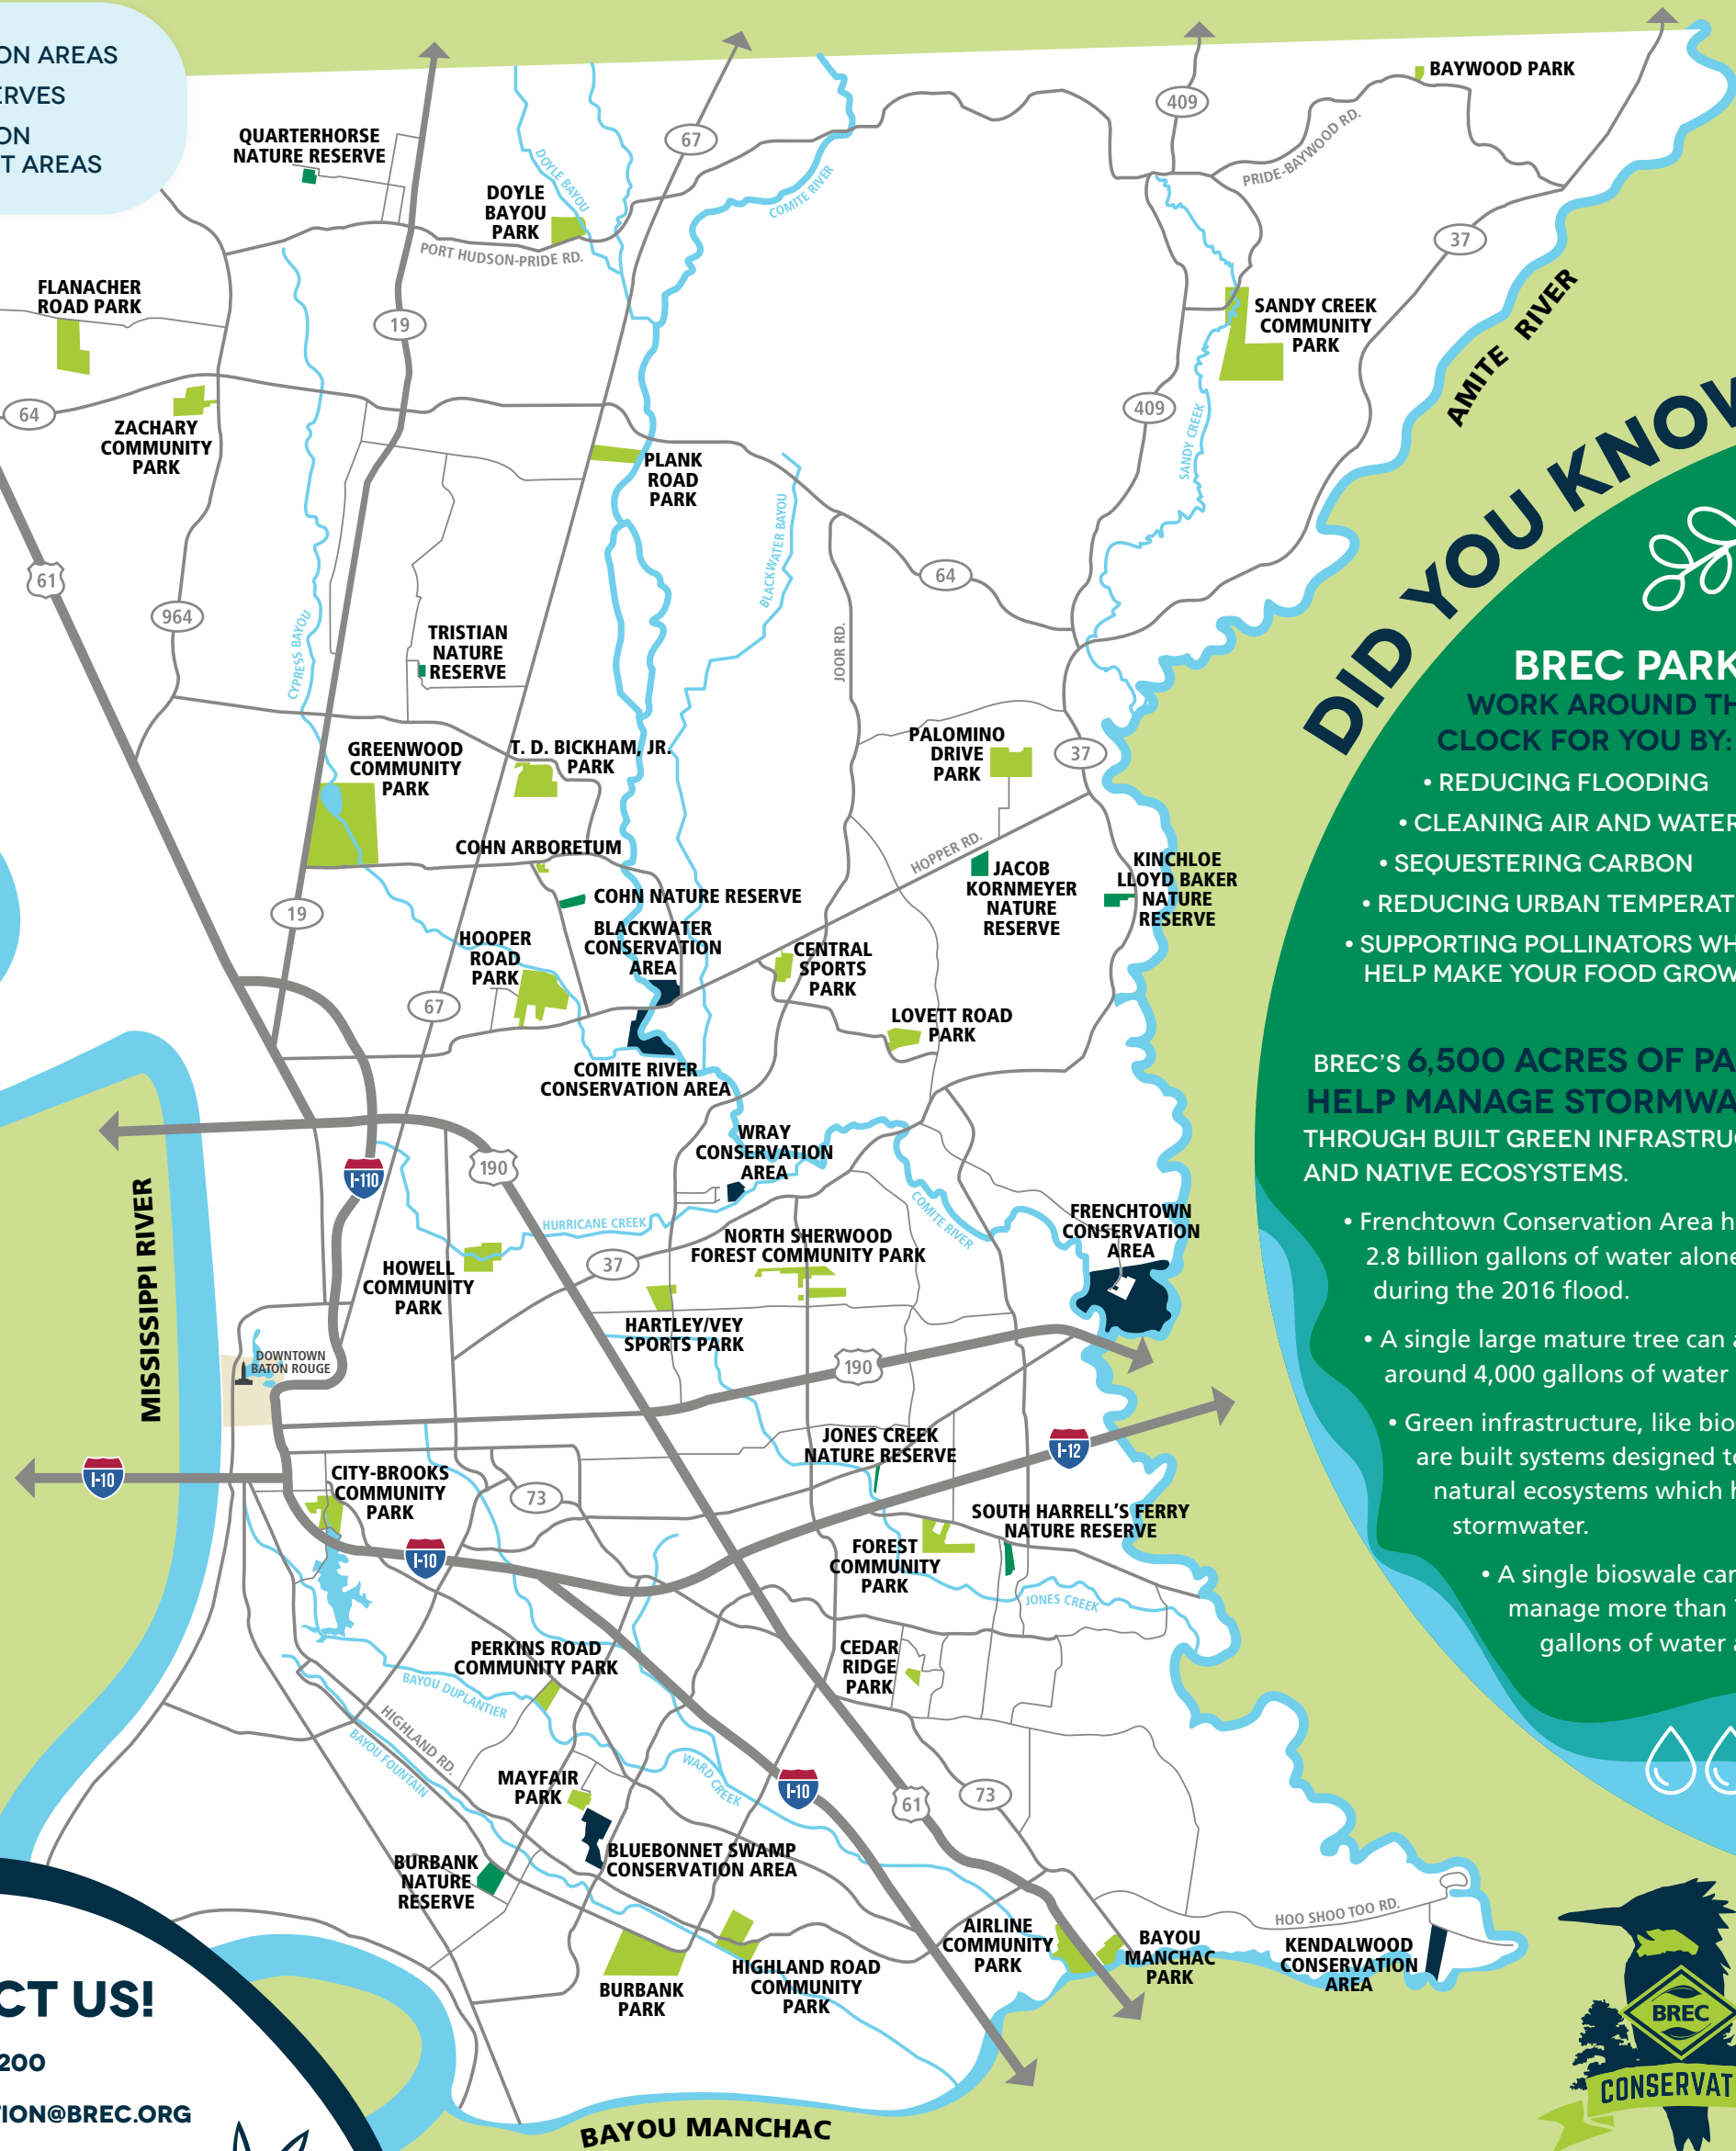 ON AREAS
ERVES
ON
T AREAS
QUARTERHORSE
NATURE RESERVE
DOYLE
BAYOU
PARK
DOYLE BAYOU
67
COMITE RIVER
409
BAYWOOD PARK
PRIDE-BAYWOOD RD.
37
PORT HUDSON-PRIDE RD.
FLANACHER
ROAD PARK
19
SANDY CREEK
COMMUNITY
PARK
AMITE RIVER
64
ZACHARY
COMMUNITY
PARK
409
SANDY CREEK
PLANK
ROAD
PARK
BLACKWATER BAYOU
61
964
64
CYPRESS BAYOU
TRISTIAN
NATURE
RESERVE
JOOR RD.
GREENWOOD
COMMUNITY
PARK
T. D. BICKHAM, JR.
PARK
PALOMINO
DRIVE
PARK
37
COHN ARBORETUM
HOPPER RD.
COHN NATURE RESERVE
JACOB
KORNMEYER
NATURE
RESERVE
KINCHLOE
LLOYD BAKER
NATURE
RESERVE
19
HOOPER
ROAD
PARK
BLACKWATER
CONSERVATION
AREA
CENTRAL
SPORTS
PARK
67
LOVETT ROAD
PARK
COMITE RIVER
CONSERVATION AREA
WRAY
CONSERVATION
AREA
190
I-110
MISSISSIPPI RIVER
HURRICANE CREEK
COMITE RIVER
FRENCHTOWN
CONSERVATION
AREA
HOWELL
COMMUNITY
PARK
37
NORTH SHERWOOD
FOREST COMMUNITY PARK
HARTLEY/VEY
SPORTS PARK
DOWNTOWN
BATON ROUGE
190
JONES CREEK
NATURE RESERVE
I-12
I-10
CITY-BROOKS
COMMUNITY
PARK
73
SOUTH HARRELL'S FERRY
NATURE RESERVE
I-10
FOREST
COMMUNITY
PARK
JONES CREEK
PERKINS ROAD
COMMUNITY PARK
CEDAR
RIDGE
PARK
BAYOU DUPLANTIER
HIGHLAND RD.
BAYOU FOUNTAIN
WARD CREEK
MAYFAIR
PARK
I-10
61
73
BLUEBONNET SWAMP
CONSERVATION AREA
BURBANK
NATURE
RESERVE
HOO SHOO TOO RD.
AIRLINE
COMMUNITY
PARK
BAYOU
MANCHAC
PARK
KENDALWOOD
CONSERVATION
AREA
HIGHLAND ROAD
COMMUNITY
PARK
BURBANK
PARK
BAYOU MANCHAC
DID YOU KNOW
BREC PARK
WORK AROUND TH
CLOCK FOR YOU BY:
• REDUCING FLOODING
• CLEANING AIR AND WATER
• SEQUESTERING CARBON
• REDUCING URBAN TEMPERAT
• SUPPORTING POLLINATORS WH
HELP MAKE YOUR FOOD GROW
BREC'S 6,500 ACRES OF PA
HELP MANAGE STORMWA
THROUGH BUILT GREEN INFRASTRU
AND NATIVE ECOSYSTEMS.
• Frenchtown Conservation Area h
2.8 billion gallons of water alone
during the 2016 flood.
• A single large mature tree can a
around 4,000 gallons of water
• Green infrastructure, like bio
are built systems designed to
natural ecosystems which h
stormwater.
• A single bioswale can
manage more than
gallons of water a
CT US!
200
TION@BREC.ORG
BREC
CONSERVAT